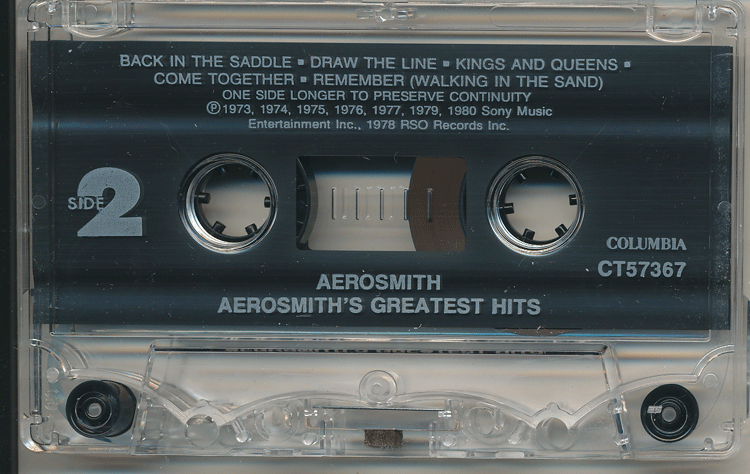 BACK IN THE SADDLE ▪ DRAW THE LINE ▪ KINGS AND QUEENS ▪
COME TOGETHER ▪ REMEMBER (WALKING IN THE SAND)
ONE SIDE LONGER TO PRESERVE CONTINUITY
℗1973, 1974, 1975, 1976, 1977, 1979, 1980 Sony Music
Entertainment Inc., 1978 RSO Records Inc.
SIDE 2
COLUMBIA
CT57367
AEROSMITH
AEROSMITH'S GREATEST HITS